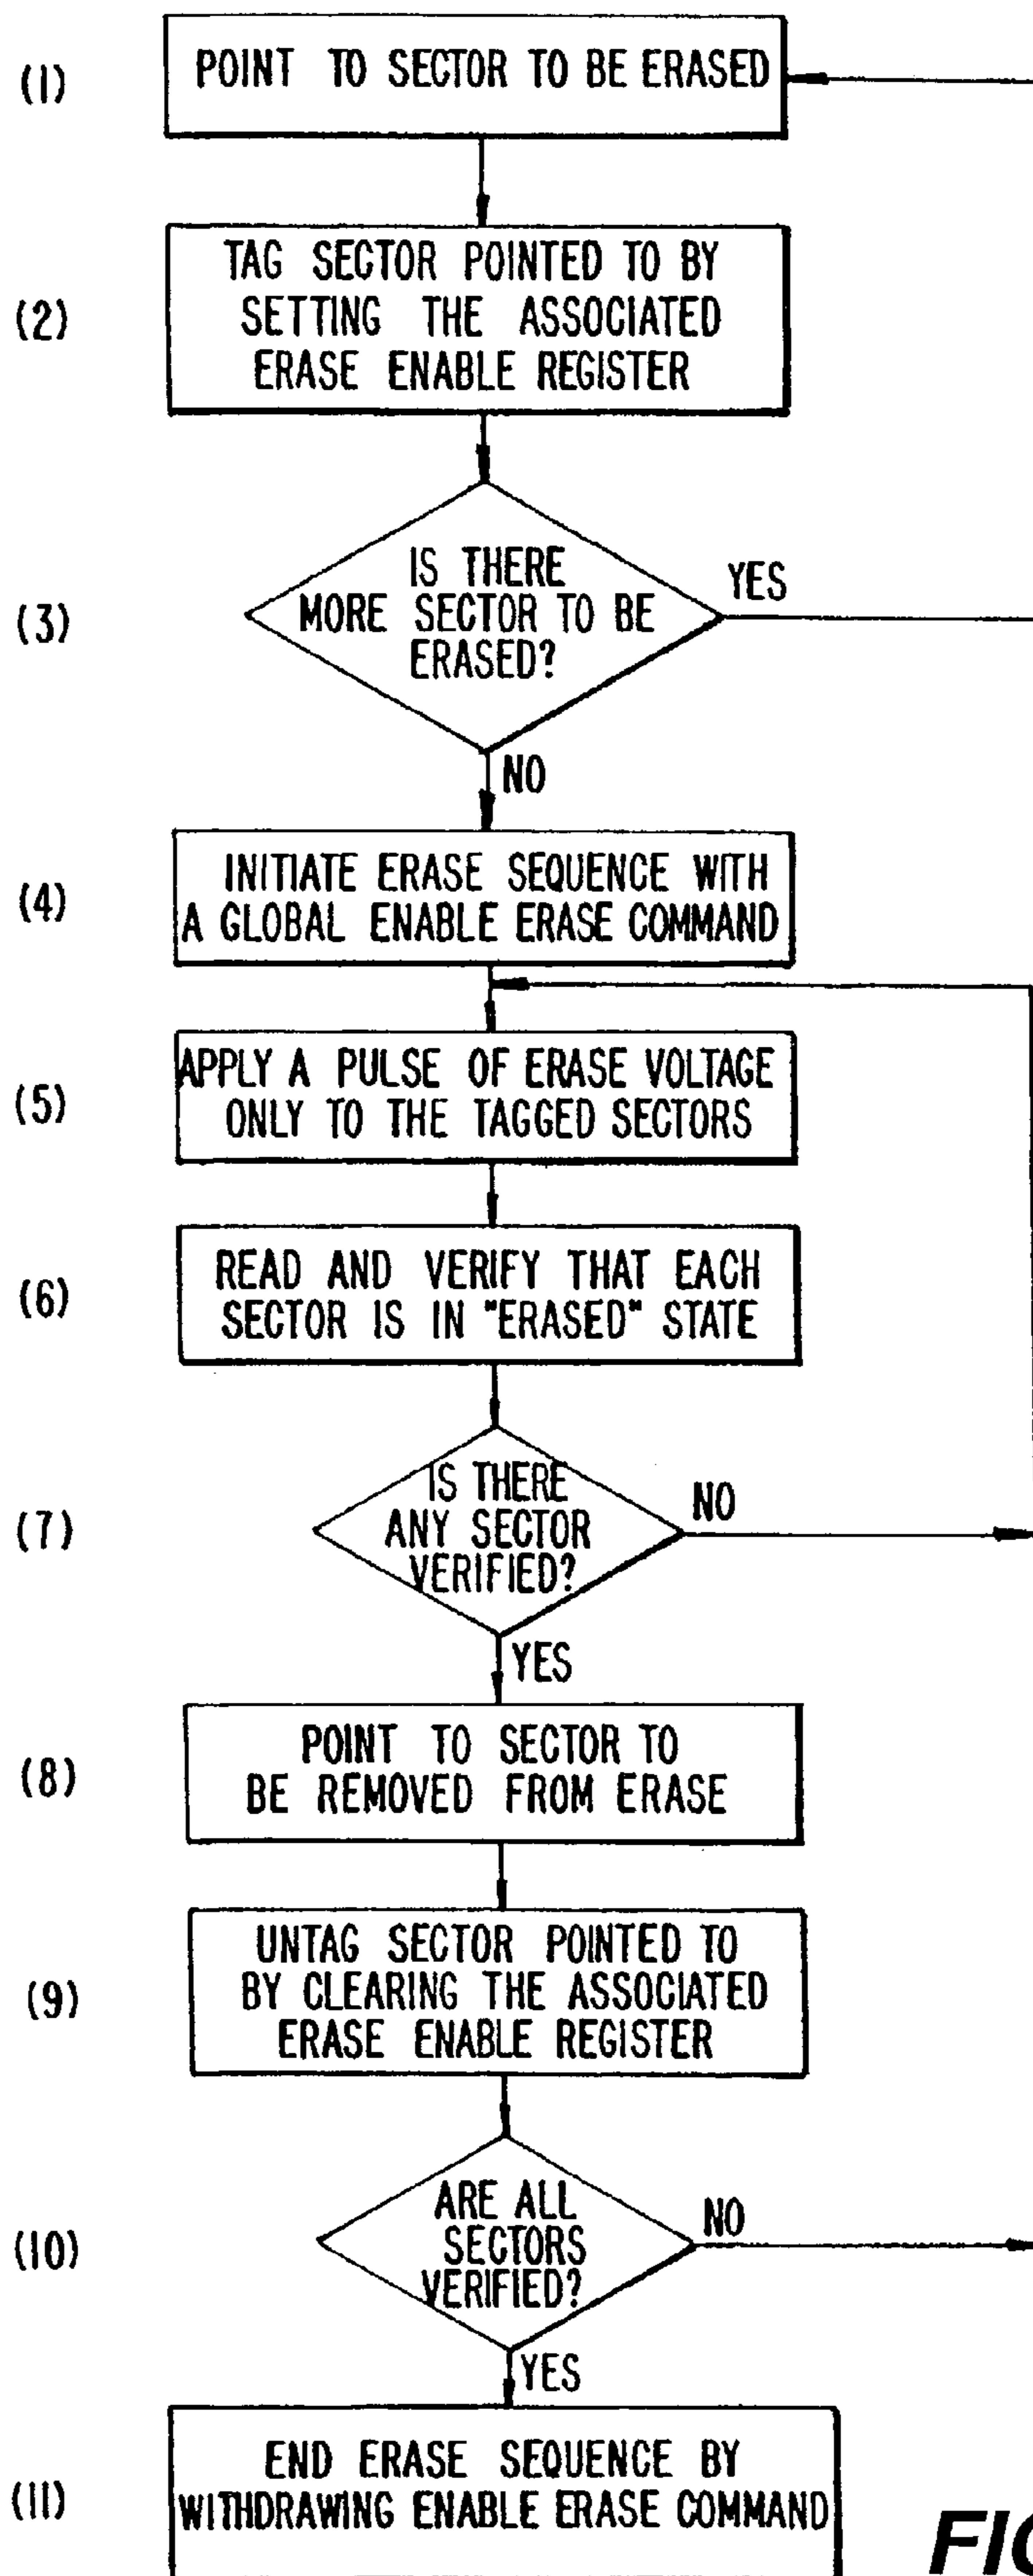 (1)
POINT TO SECTOR TO BE ERASED
(2)
TAG SECTOR POINTED TO BY
SETTING THE ASSOCIATED
ERASE ENABLE REGISTER
(3)
IS THERE
MORE SECTOR TO BE
ERASED?
YES
NO
(4)
INITIATE ERASE SEQUENCE WITH
A GLOBAL ENABLE ERASE COMMAND
(5)
APPLY A PULSE OF ERASE VOLTAGE
ONLY TO THE TAGGED SECTORS
(6)
READ AND VERIFY THAT EACH
SECTOR IS IN "ERASED" STATE
(7)
IS THERE
ANY SECTOR
VERIFIED?
NO
YES
(8)
POINT TO SECTOR TO
BE REMOVED FROM ERASE
(9)
UNTAG SECTOR POINTED TO
BY CLEARING THE ASSOCIATED
ERASE ENABLE REGISTER
(10)
ARE ALL
SECTORS
VERIFIED?
NO
YES
(11)
END ERASE SEQUENCE BY
WITHDRAWING ENABLE ERASE COMMAND